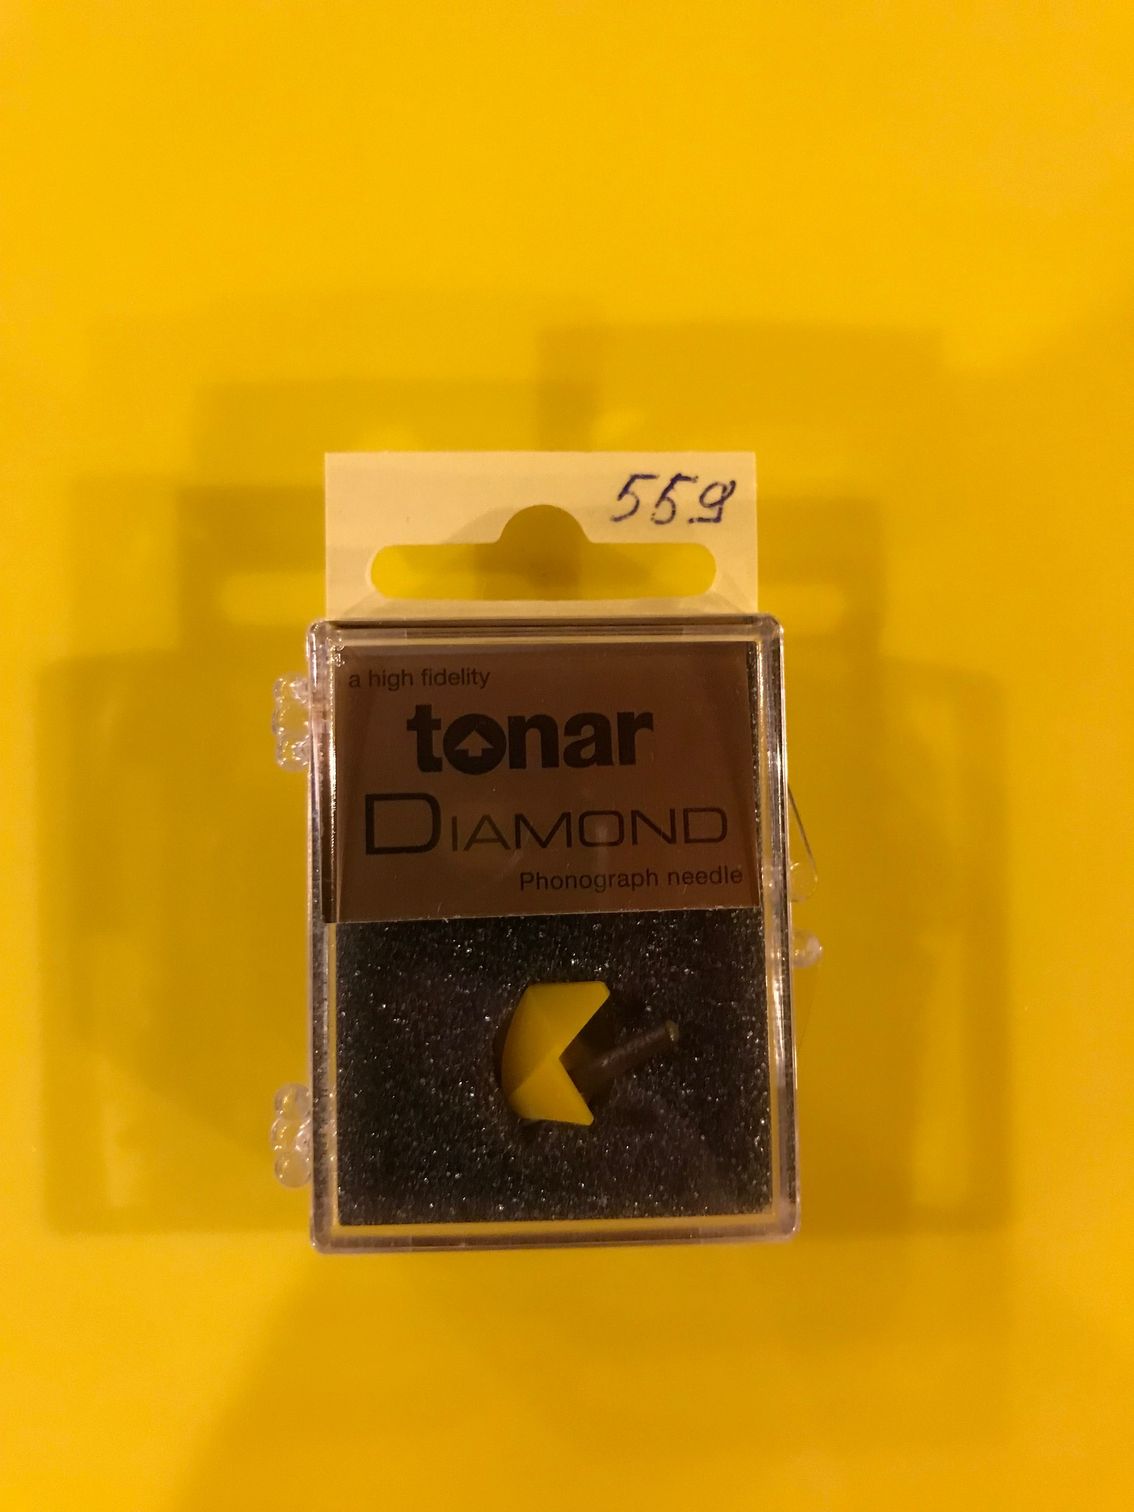 559
a high fidelity
tonar
DIAMOND
Phonograph needle